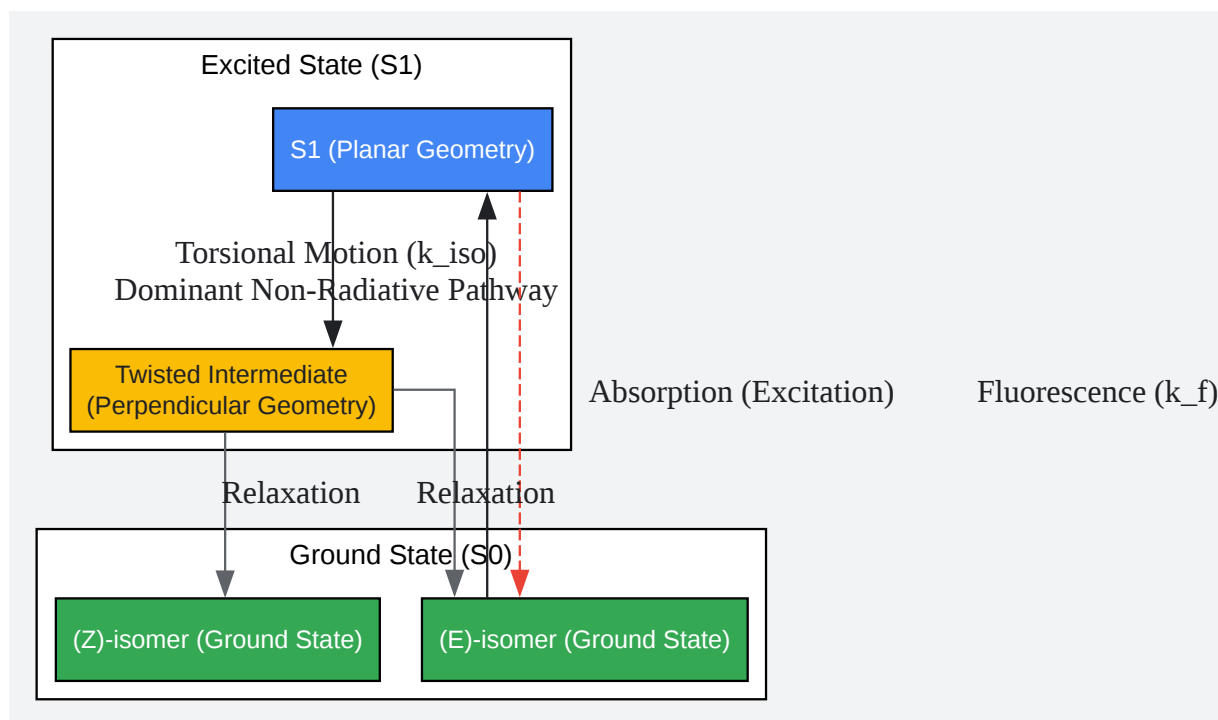 Excited State (S1)
S1 (Planar Geometry)
Torsional Motion (k_iso)
Dominant Non-Radiative Pathway
Twisted Intermediate
(Perpendicular Geometry)
Absorption (Excitation)
Fluorescence (k_f)
Relaxation
Relaxation
Ground State (S0)
(Z)-isomer (Ground State)
(E)-isomer (Ground State)